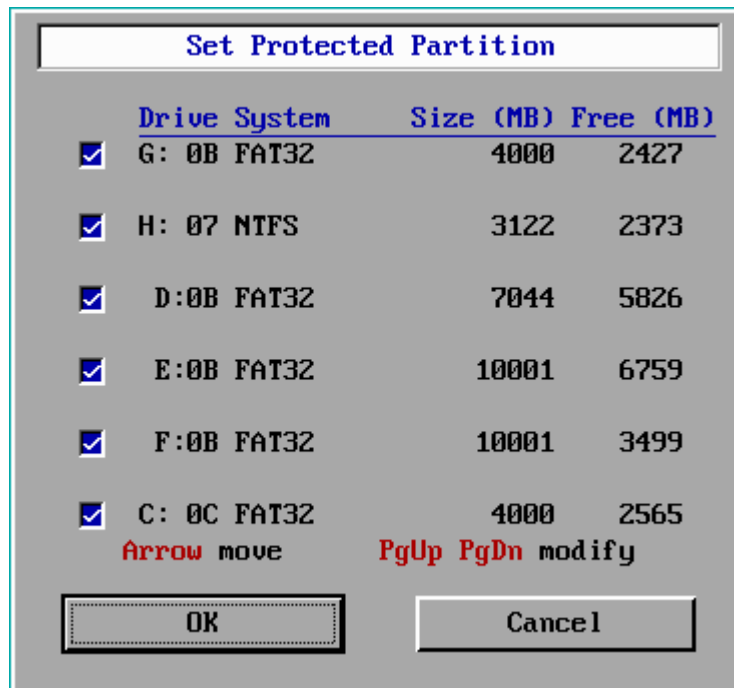 Set Protected Partition
Drive System Size (MB) Free (MB)
G: 0B FAT32 4000 2427
H: 07 NTFS 3122 2373
D:0B FAT32 7044 5826
E:0B FAT32 10001 6759
F:0B FAT32 10001 3499
C: 0C FAT32 4000 2565
Arrow move PgUp PgDn modify
OK Cancel